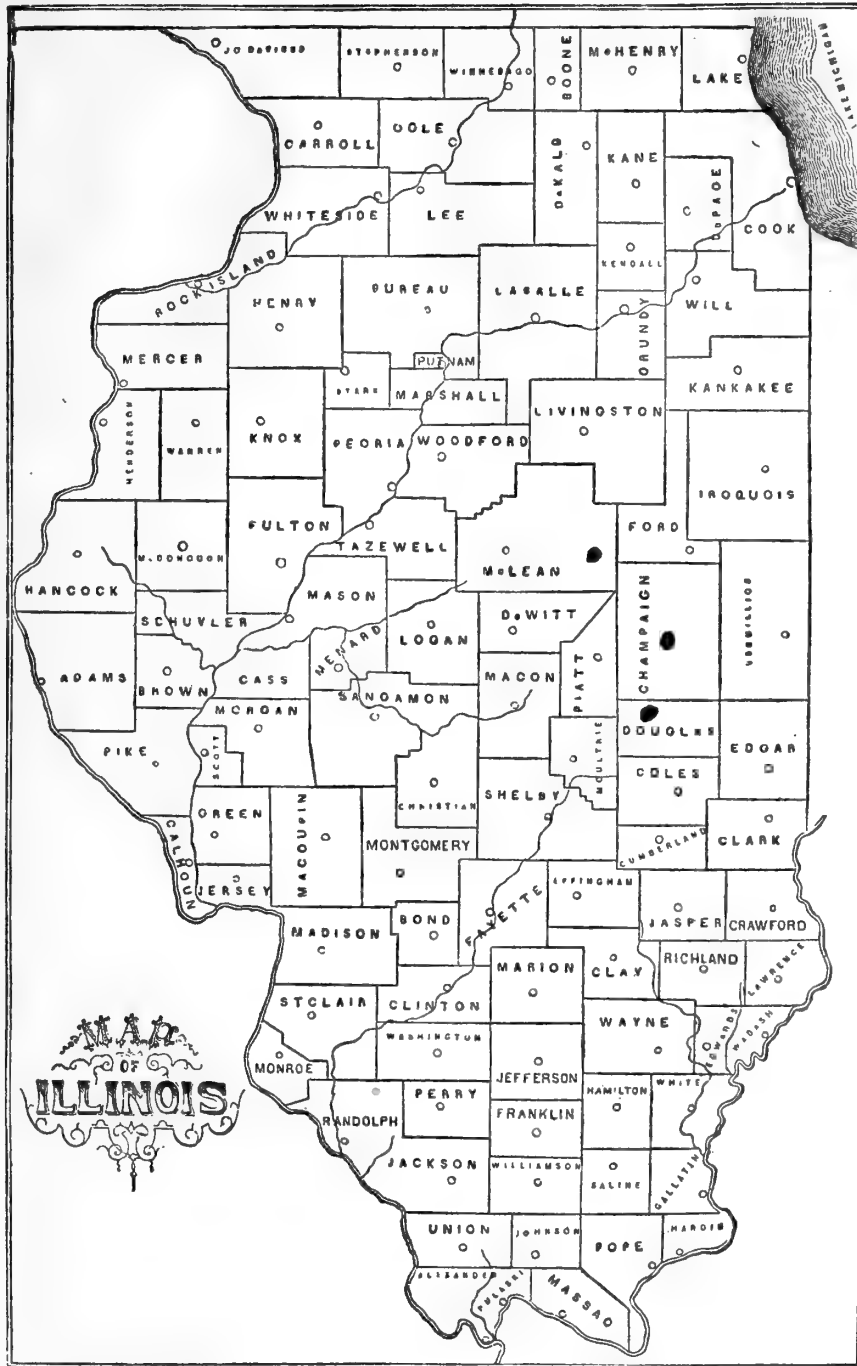 JO DAVIESS
STEPHENSON
WINNEBAGO
BOONE
McHENRY
LAKE
LAKE MICHIGAN
CARROLL
OGLE
DeKALB
KANE
DuPAGE
COOK
WHITESIDE
LEE
KENDALL
ROCK ISLAND
HENRY
BUREAU
LASALLE
GRUNDY
WILL
MERCER
PUTNAM
STARK
MARSHALL
KANKAKEE
HENDERSON
WARREN
KNOX
PEORIA
WOODFORD
LIVINGSTON
IROQUOIS
FORD
HANCOCK
McDONOUGH
FULTON
TAZEWELL
McLEAN
VERMILLION
CHAMPAIGN
SCHUYLER
MASON
LOGAN
DeWITT
MENARD
ADAMS
BROWN
CASS
SANGAMON
MACON
PIATT
MORGAN
PIKE
SCOTT
MOULTRIE
DOUGLAS
EDGAR
COLES
CHRISTIAN
SHELBY
GREEN
MACOUPIN
MONTGOMERY
CUMBERLAND
CLARK
CALHOUN
JERSEY
FAYETTE
EFFINGHAM
JASPER
CRAWFORD
MADISON
BOND
MARION
CLAY
RICHLAND
LAWRENCE
ST CLAIR
CLINTON
WAYNE
EDWARDS
WABASH
WASHINGTON
MONROE
JEFFERSON
RANDOLPH
PERRY
FRANKLIN
HAMILTON
WHITE
JACKSON
WILLIAMSON
SALINE
GALLATIN
UNION
JOHNSON
POPE
HARDIN
ALEXANDER
PULASKI
MASSAC
MAP
OF
ILLINOIS